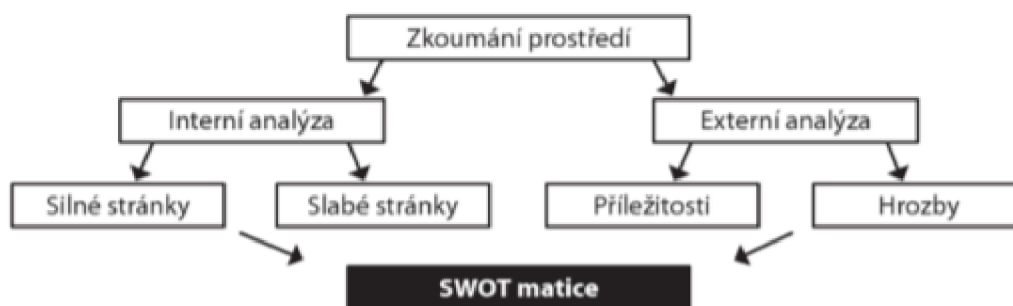 Zkoumání prostředí
Interní analýza
Externí analýza
Silné stránky
Slabé stránky
Příležitosti
Hrozby
SWOT matice